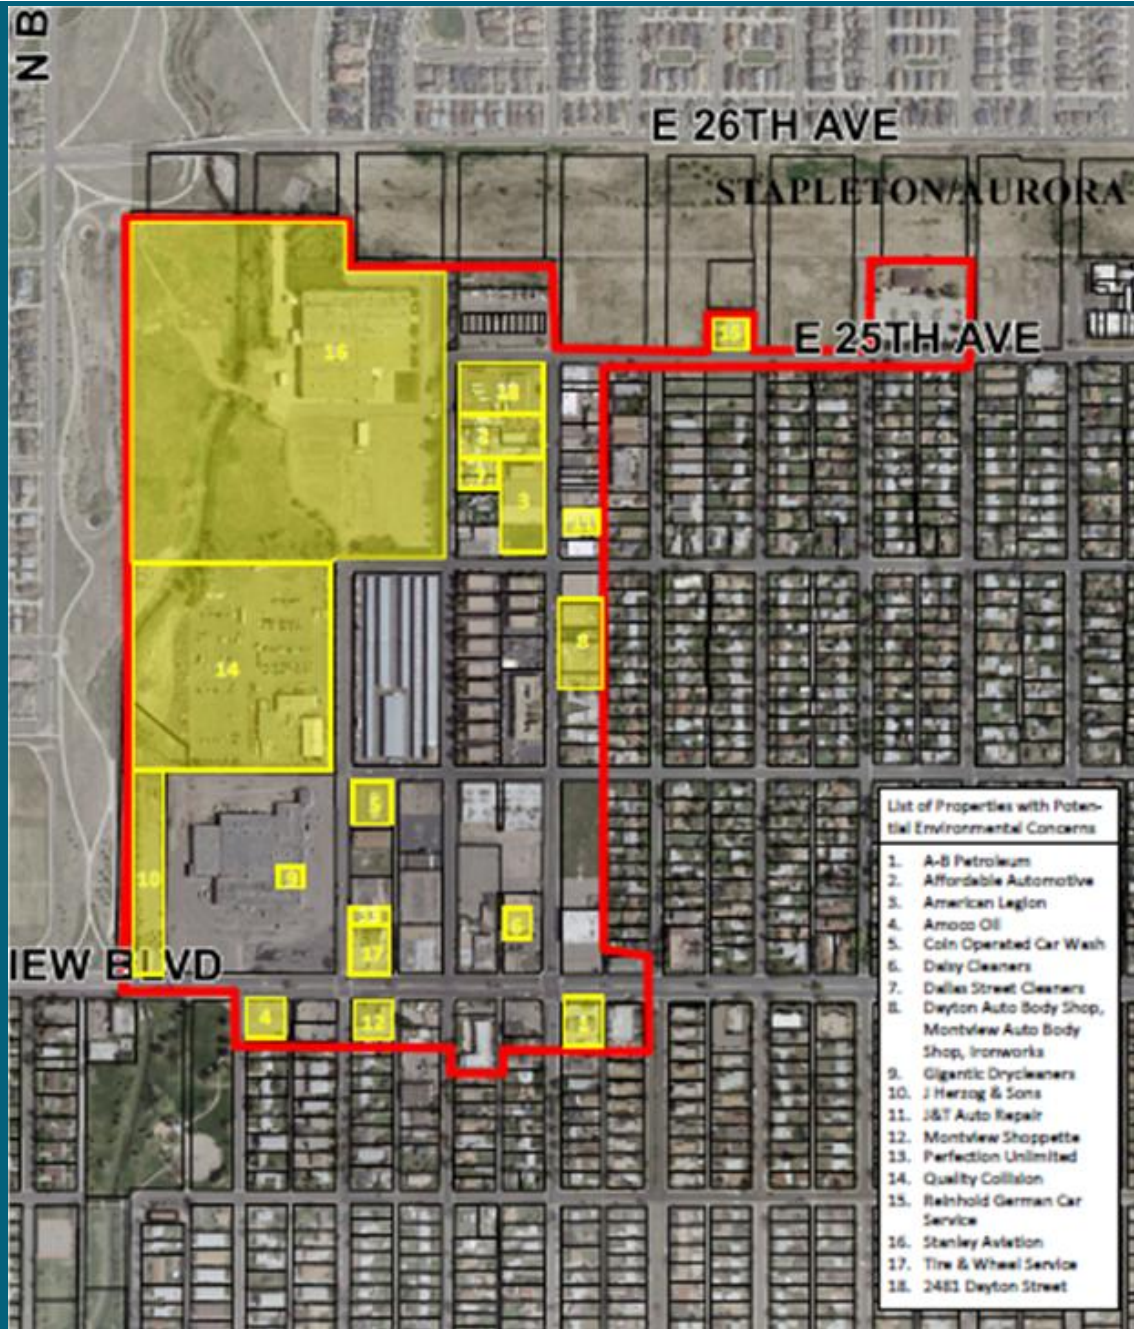 N B
E 26TH AVE
STAPLETON/AURORA
16
15
E 25TH AVE
18
2
3
14
8
5
10
9
13
6
17
IEW BLVD
4
12
1
List of Properties with Poten-
tial Environmental Concerns
1. A-B Petroleum
2. Affordable Automotive
3. American Legion
4. Amoco Oil
5. Coin Operated Car Wash
6. Daisy Cleaners
7. Dallas Street Cleaners
8. Dayton Auto Body Shop,
Montview Auto Body
Shop, Ironworks
9. Gigantic Drycleaners
10. J Herzog & Sons
11. J&T Auto Repair
12. Montview Shoppette
13. Perfection Unlimited
14. Quality Collision
15. Reinhold German Car
Service
16. Stanley Aviation
17. Tire & Wheel Service
18. 2481 Dayton Street